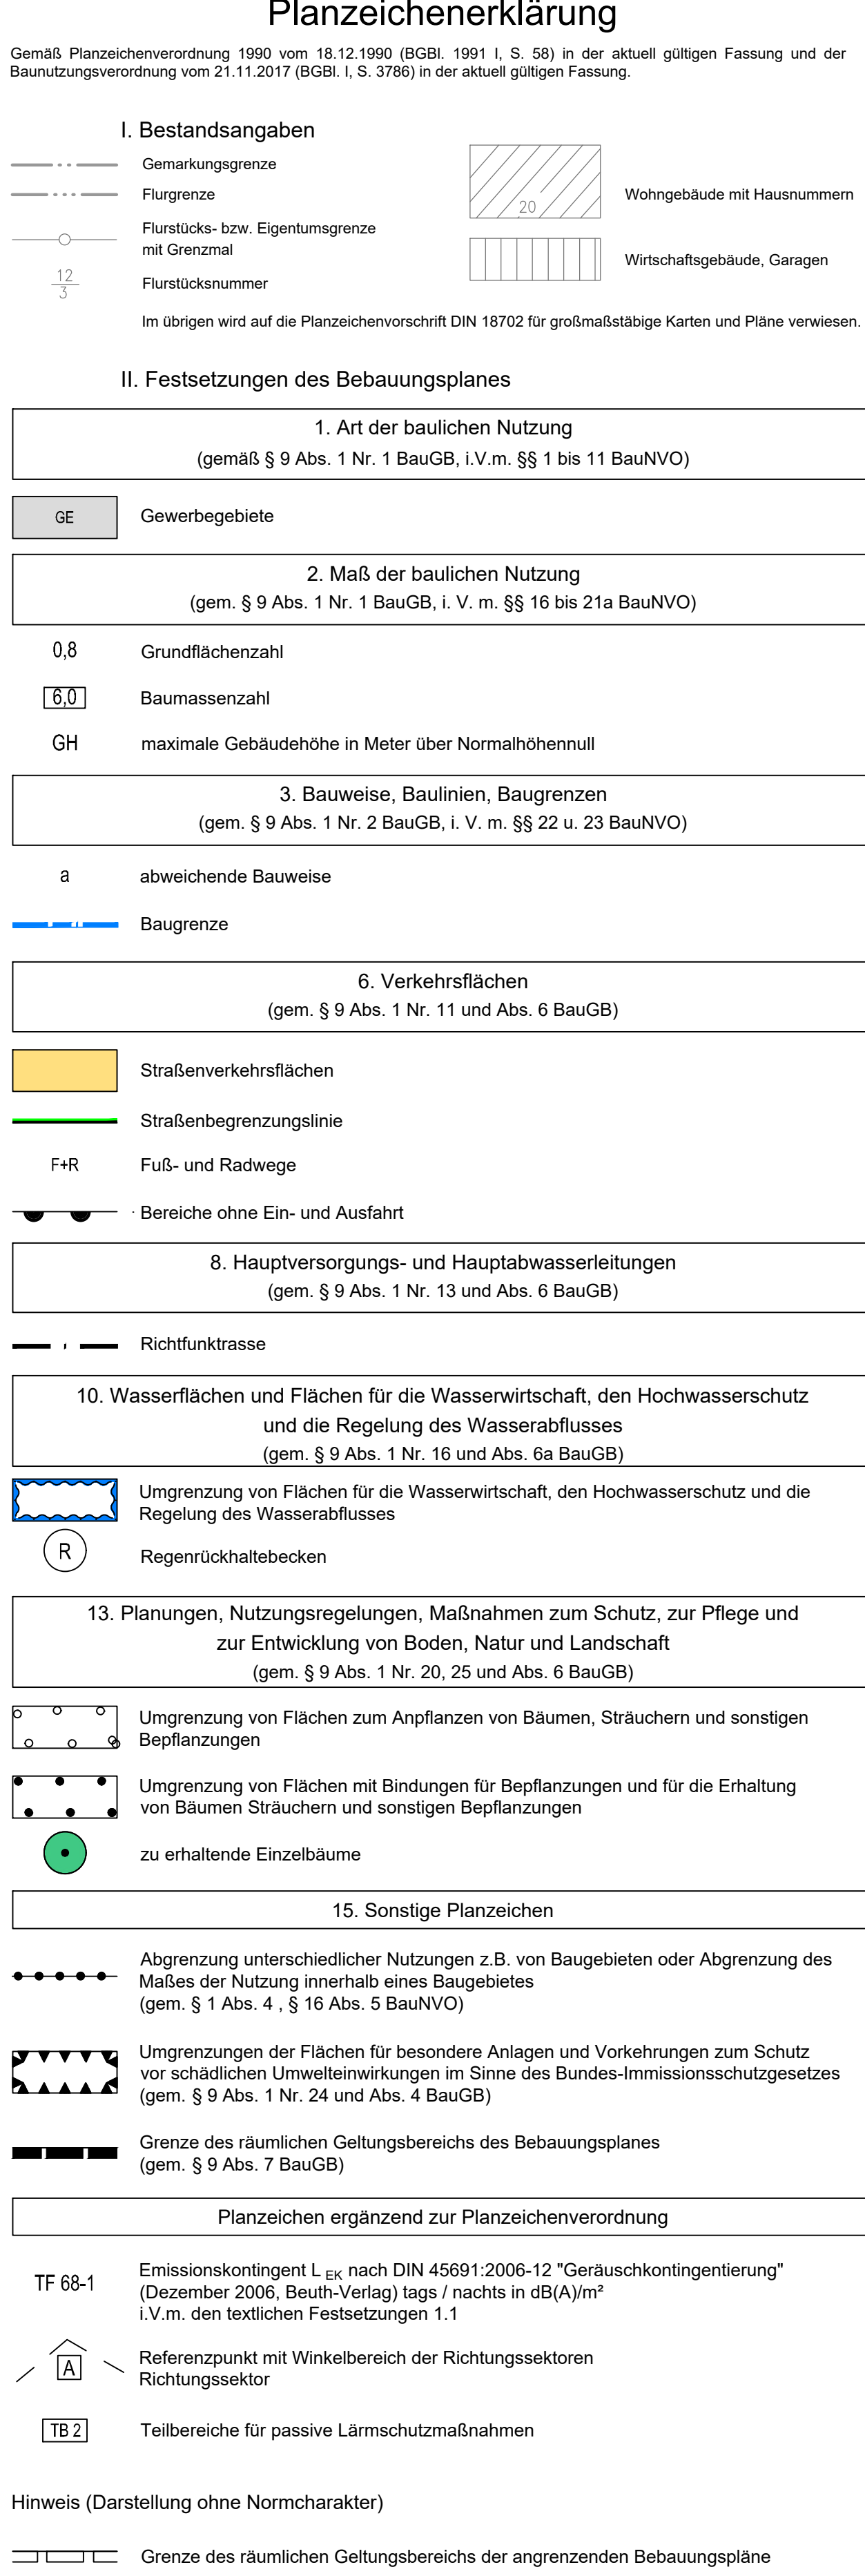 Planzeichenerklärung
Gemäß Planzeichenverordnung 1990 vom 18.12.1990 (BGBl. 1991 I, S. 58) in der aktuell gültigen Fassung und der
Baunutzungsverordnung vom 21.11.2017 (BGBl. I, S. 3786) in der aktuell gültigen Fassung.
I. Bestandsangaben
Gemarkungsgrenze
Flurgrenze
Flurstücks- bzw. Eigentumsgrenze
mit Grenzmal
12
3
Flurstücksnummer
20
Wohngebäude mit Hausnummern
Wirtschaftsgebäude, Garagen
Im übrigen wird auf die Planzeichenvorschrift DIN 18702 für großmaßstäbige Karten und Pläne verwiesen.
II. Festsetzungen des Bebauungsplanes
1. Art der baulichen Nutzung
(gemäß § 9 Abs. 1 Nr. 1 BauGB, i.V.m. §§ 1 bis 11 BauNVO)
GE Gewerbegebiete
2. Maß der baulichen Nutzung
(gem. § 9 Abs. 1 Nr. 1 BauGB, i. V. m. §§ 16 bis 21a BauNVO)
0,8 Grundflächenzahl
6,0 Baumassenzahl
GH maximale Gebäudehöhe in Meter über Normalhöhennull
3. Bauweise, Baulinien, Baugrenzen
(gem. § 9 Abs. 1 Nr. 2 BauGB, i. V. m. §§ 22 u. 23 BauNVO)
a abweichende Bauweise
Baugrenze
6. Verkehrsflächen
(gem. § 9 Abs. 1 Nr. 11 und Abs. 6 BauGB)
Straßenverkehrsflächen
Straßenbegrenzungslinie
F+R Fuß- und Radwege
Bereiche ohne Ein- und Ausfahrt
8. Hauptversorgungs- und Hauptabwasserleitungen
(gem. § 9 Abs. 1 Nr. 13 und Abs. 6 BauGB)
Richtfunktrasse
10. Wasserflächen und Flächen für die Wasserwirtschaft, den Hochwasserschutz
und die Regelung des Wasserabflusses
(gem. § 9 Abs. 1 Nr. 16 und Abs. 6a BauGB)
Umgrenzung von Flächen für die Wasserwirtschaft, den Hochwasserschutz und die
Regelung des Wasserabflusses
R Regenrückhaltebecken
13. Planungen, Nutzungsregelungen, Maßnahmen zum Schutz, zur Pflege und
zur Entwicklung von Boden, Natur und Landschaft
(gem. § 9 Abs. 1 Nr. 20, 25 und Abs. 6 BauGB)
Umgrenzung von Flächen zum Anpflanzen von Bäumen, Sträuchern und sonstigen
Bepflanzungen
Umgrenzung von Flächen mit Bindungen für Bepflanzungen und für die Erhaltung
von Bäumen Sträuchern und sonstigen Bepflanzungen
zu erhaltende Einzelbäume
15. Sonstige Planzeichen
Abgrenzung unterschiedlicher Nutzungen z.B. von Baugebieten oder Abgrenzung des
Maßes der Nutzung innerhalb eines Baugebietes
(gem. § 1 Abs. 4 , § 16 Abs. 5 BauNVO)
Umgrenzungen der Flächen für besondere Anlagen und Vorkehrungen zum Schutz
vor schädlichen Umwelteinwirkungen im Sinne des Bundes-Immissionsschutzgesetzes
(gem. § 9 Abs. 1 Nr. 24 und Abs. 4 BauGB)
Grenze des räumlichen Geltungsbereichs des Bebauungsplanes
(gem. § 9 Abs. 7 BauGB)
Planzeichen ergänzend zur Planzeichenverordnung
Emissionskontingent L EK nach DIN 45691:2006-12 "Geräuschkontingentierung"
TF 68-1 (Dezember 2006, Beuth-Verlag) tags / nachts in dB(A)/m²
i.V.m. den textlichen Festsetzungen 1.1
A Referenzpunkt mit Winkelbereich der Richtungssektoren
Richtungssektor
TB 2 Teilbereiche für passive Lärmschutzmaßnahmen
Hinweis (Darstellung ohne Normcharakter)
Grenze des räumlichen Geltungsbereichs der angrenzenden Bebauungspläne